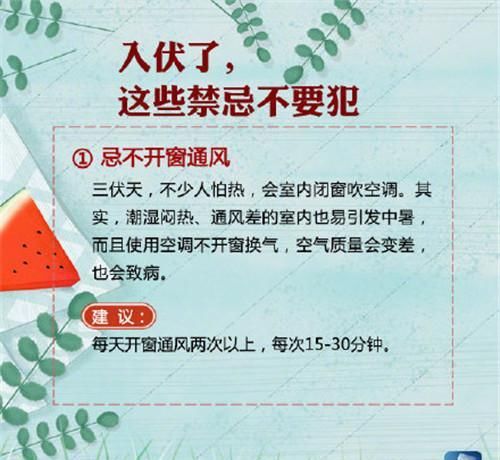 入伏了，
这些禁忌不要犯
① 忌不开窗通风
三伏天，不少人怕热，会室内闭窗吹空调。其
实，潮湿闷热、通风差的室内也易引发中暑，
而且使用空调不开窗换气，空气质量会变差，
也会致病。
建议：
每天开窗通风两次以上，每次15-30分钟。